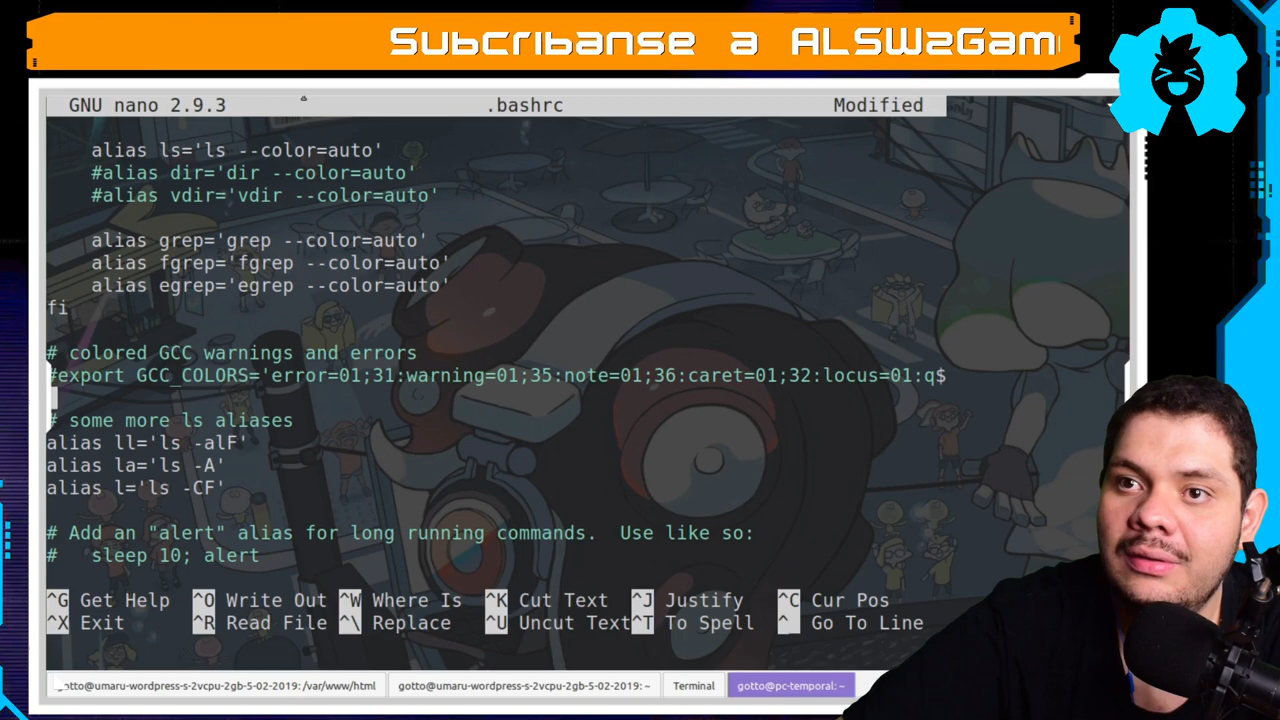 Subcribanse a ALSW2Gam
GNU nano 2.9.3 .bashrc Modified
alias ls='ls --color=auto'
#alias dir='dir --color=auto'
#alias vdir='vdir --color=auto'
alias grep='grep --color=auto'
alias fgrep='fgrep --color=auto'
alias egrep='egrep --color=auto'
fi
# colored GCC warnings and errors
#export GCC_COLORS='error=01;31:warning=01;35:note=01;36:caret=01;32:locus=01:q$
# some more ls aliases
alias ll='ls -alF'
alias la='ls -A'
alias l='ls -CF'
# Add an "alert" alias for long running commands.  Use like so:
#   sleep 10; alert
^G Get Help ^O Write Out ^W Where Is ^K Cut Text ^J Justify ^C Cur Pos
^X Exit ^R Read File ^\ Replace ^U Uncut Text ^T To Spell ^ Go To Line
gotto@umaru-wordpress-s-2vcpu-2gb-5-02-2019: /var/www/html gotto@umaru-wordpress-s-2vcpu-2gb-5-02-2019: ~ Terminal gotto@pc-temporal: ~